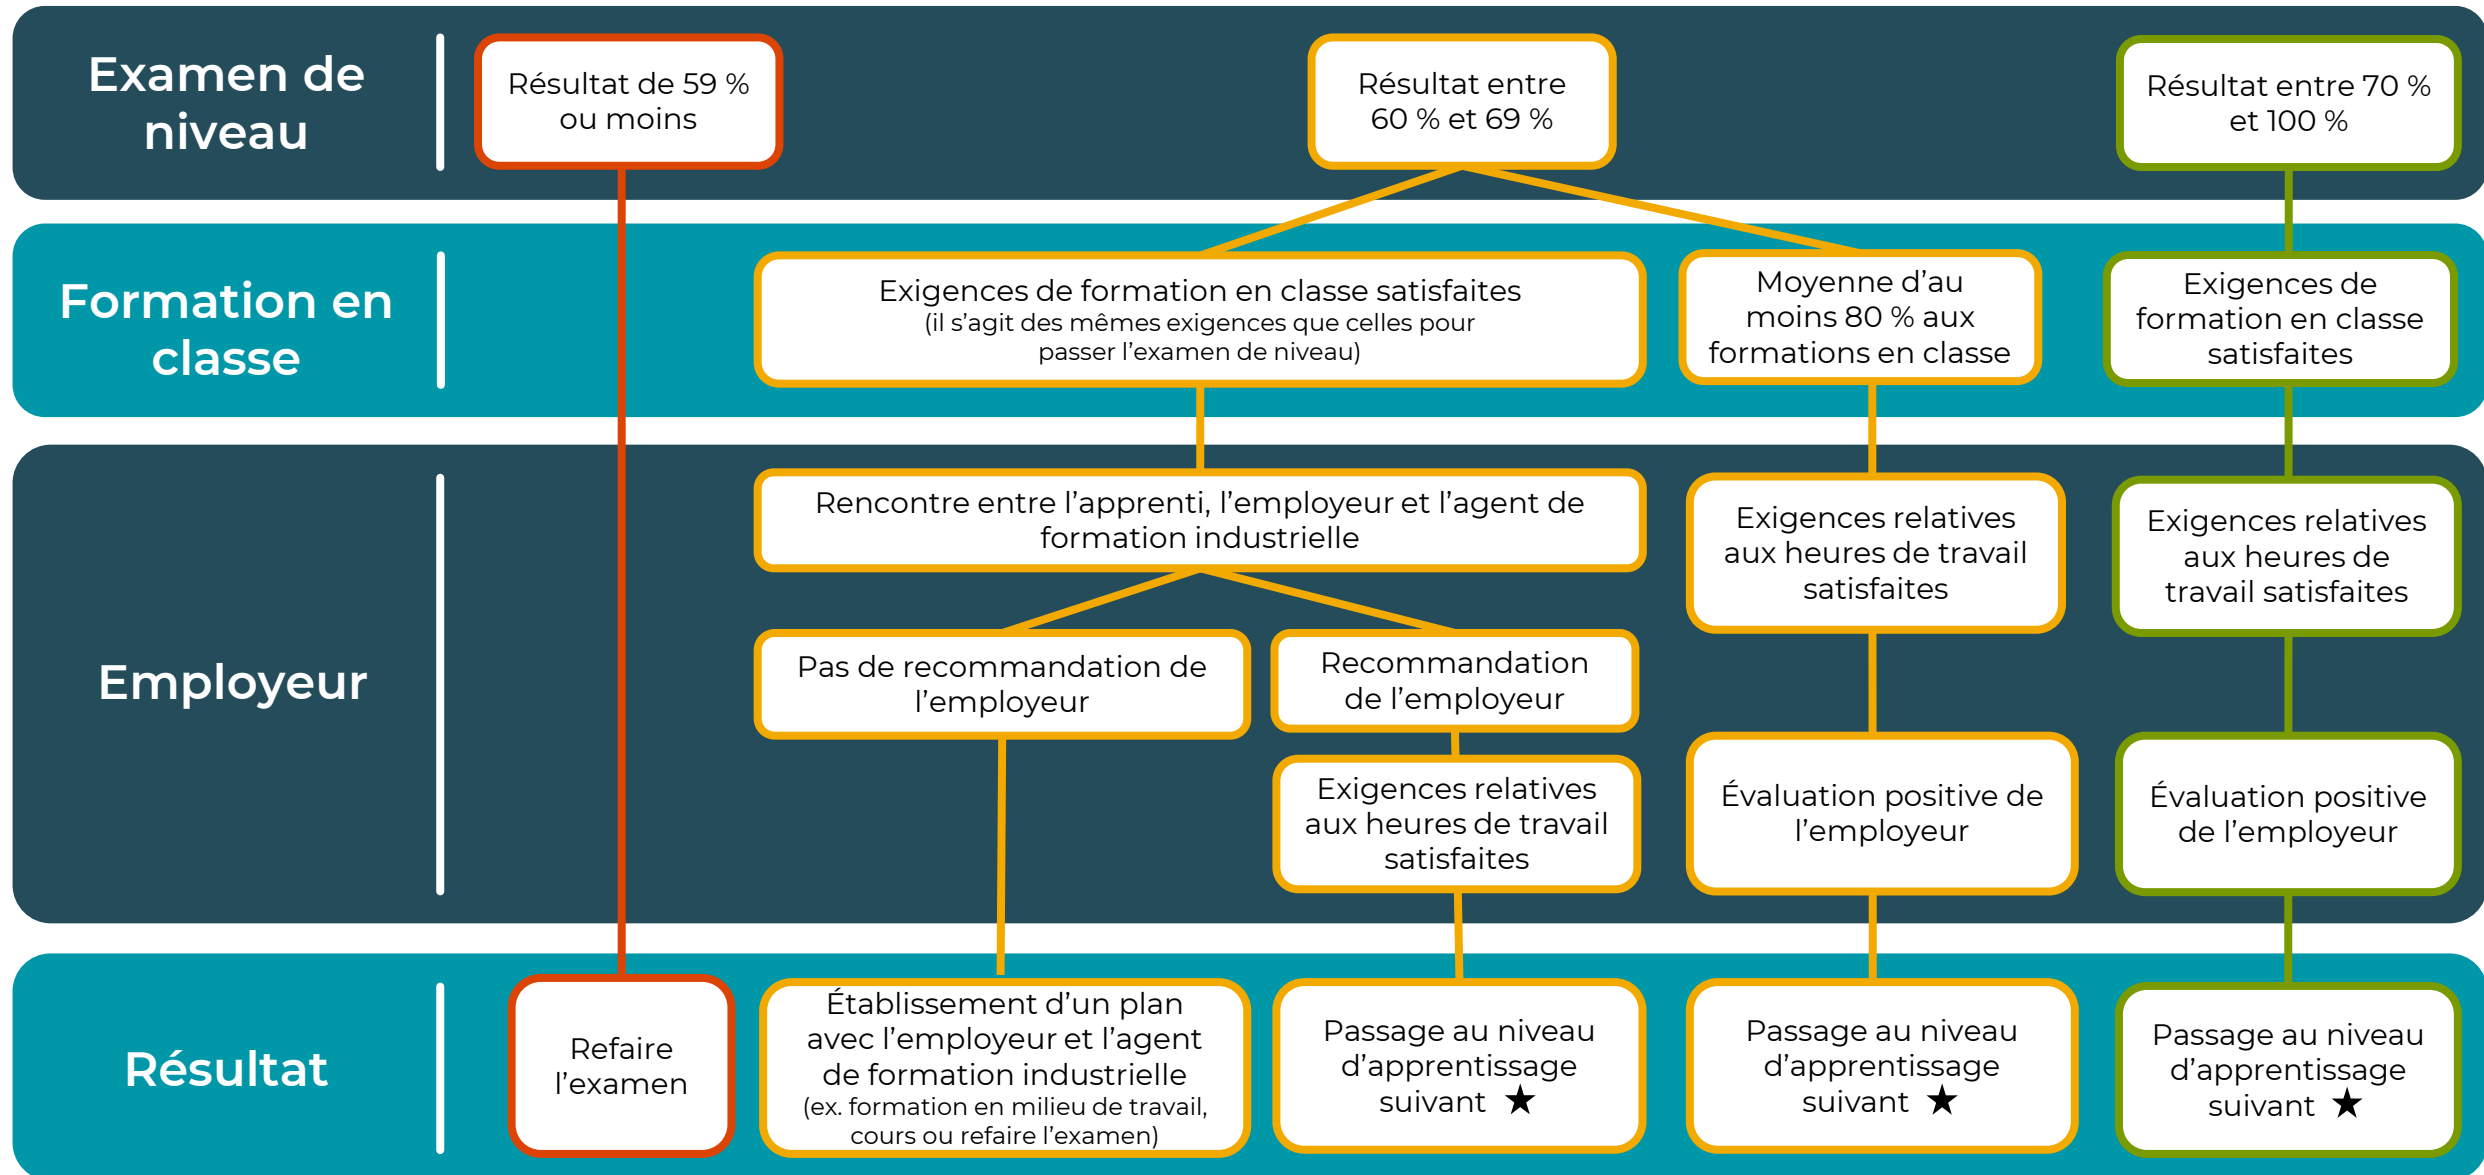 Examen de
niveau
Résultat de 59 %
ou moins
Résultat entre
60 % et 69 %
Résultat entre 70 %
et 100 %
Formation en
classe
Exigences de formation en classe satisfaites
(il s’agit des mêmes exigences que celles pour
passer l’examen de niveau)
Moyenne d’au
moins 80 % aux
formations en classe
Exigences de
formation en classe
satisfaites
Employeur
Rencontre entre l’apprenti, l’employeur et l’agent de
formation industrielle
Pas de recommandation de
l’employeur
Recommandation
de l’employeur
Exigences relatives
aux heures de travail
satisfaites
Exigences relatives
aux heures de travail
satisfaites
Évaluation positive de
l’employeur
Exigences relatives
aux heures de
travail satisfaites
Évaluation positive
de l’employeur
Résultat
Refaire
l’examen
Établissement d’un plan
avec l’employeur et l’agent
de formation industrielle
(ex. formation en milieu de travail,
cours ou refaire l’examen)
Passage au niveau
d’apprentissage
suivant ★
Passage au niveau
d’apprentissage
suivant ★
Passage au niveau
d’apprentissage
suivant ★